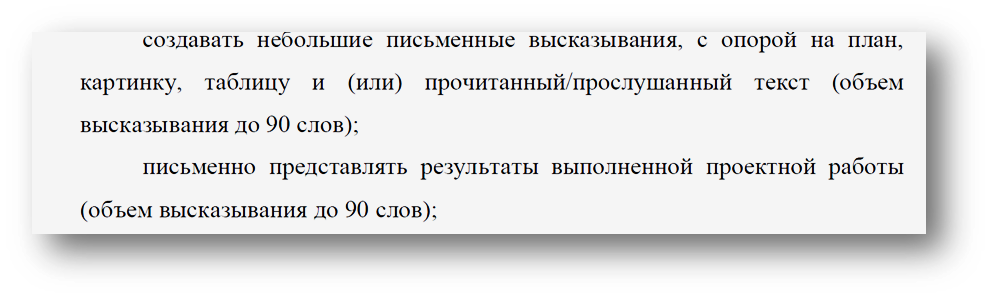 создавать небольшие письменные высказывания, с опорой на план,
картинку, таблицу и (или) прочитанный/прослушанный текст (объем
высказывания до 90 слов);
письменно представлять результаты выполненной проектной работы
(объем высказывания до 90 слов);